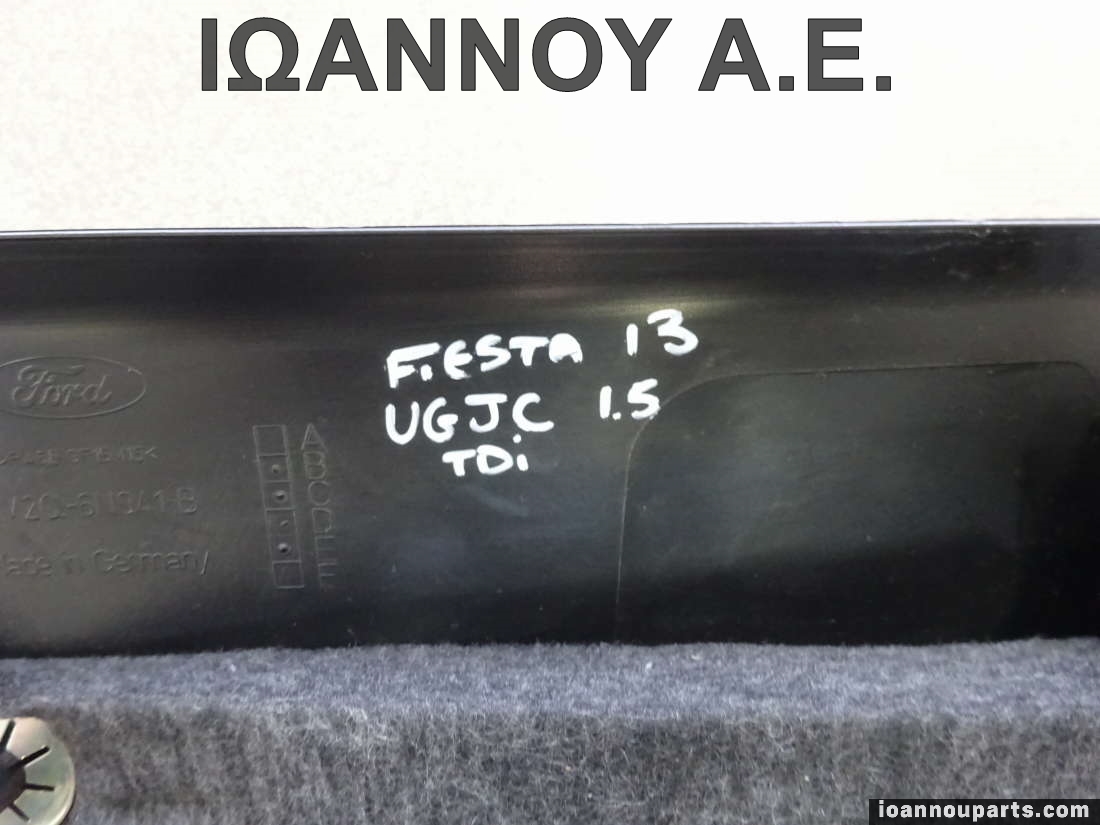 ΙΩΑΝΝΟΥ Α.Ε.
FIESTA 13
UGJC 1.5
TDi
Ford
A
B
C
D
E
F
Made in Germany
ioannouparts.com